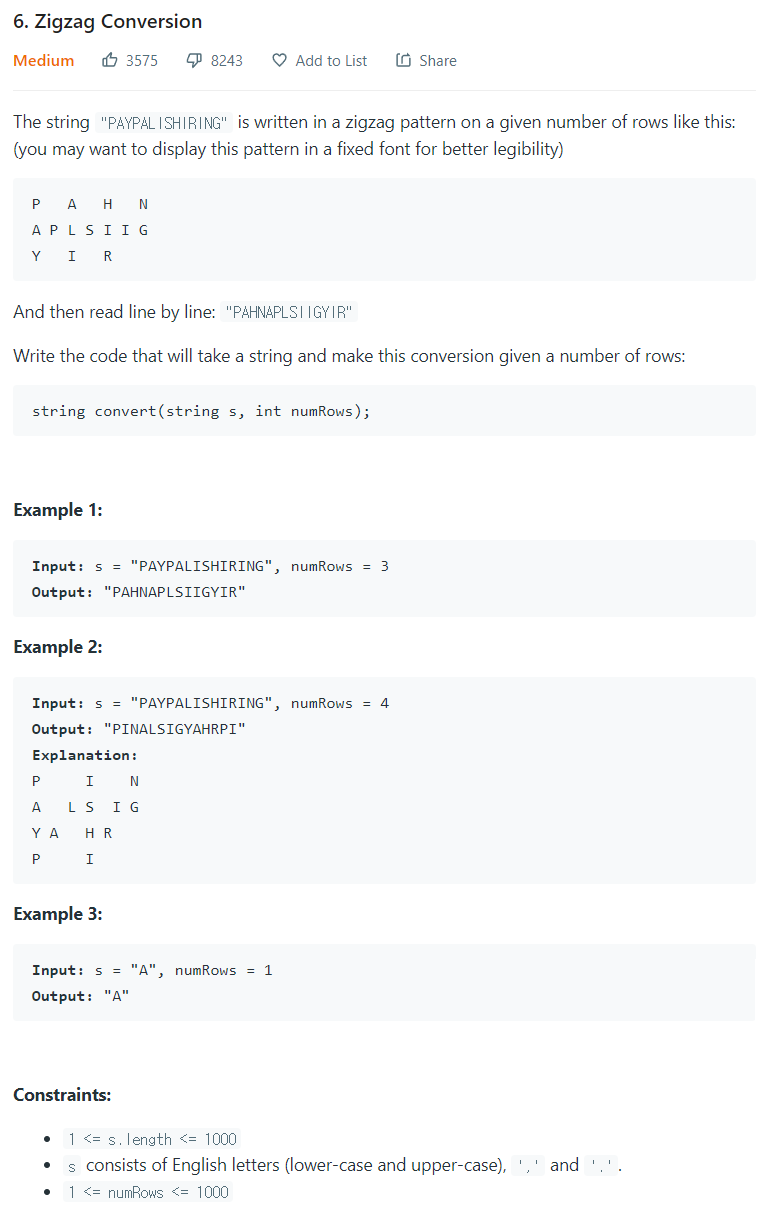 6. Zigzag Conversion
Medium 3575 8243 Add to List Share
The string "PAYPALISHIRING" is written in a zigzag pattern on a given number of rows like this:
(you may want to display this pattern in a fixed font for better legibility)
P   A   H   N
A P L S I I G
Y   I   R
And then read line by line: "PAHNAPLSIIGYIR"
Write the code that will take a string and make this conversion given a number of rows:
string convert(string s, int numRows);
Example 1:
Input: s = "PAYPALISHIRING", numRows = 3
Output: "PAHNAPLSIIGYIR"
Example 2:
Input: s = "PAYPALISHIRING", numRows = 4
Output: "PINALSIGYAHRPI"
Explanation:
P     I    N
A   L S  I G
Y A   H R
P     I
Example 3:
Input: s = "A", numRows = 1
Output: "A"
Constraints:
• 1 <= s.length <= 1000
• s consists of English letters (lower-case and upper-case), ',' and '.'.
• 1 <= numRows <= 1000